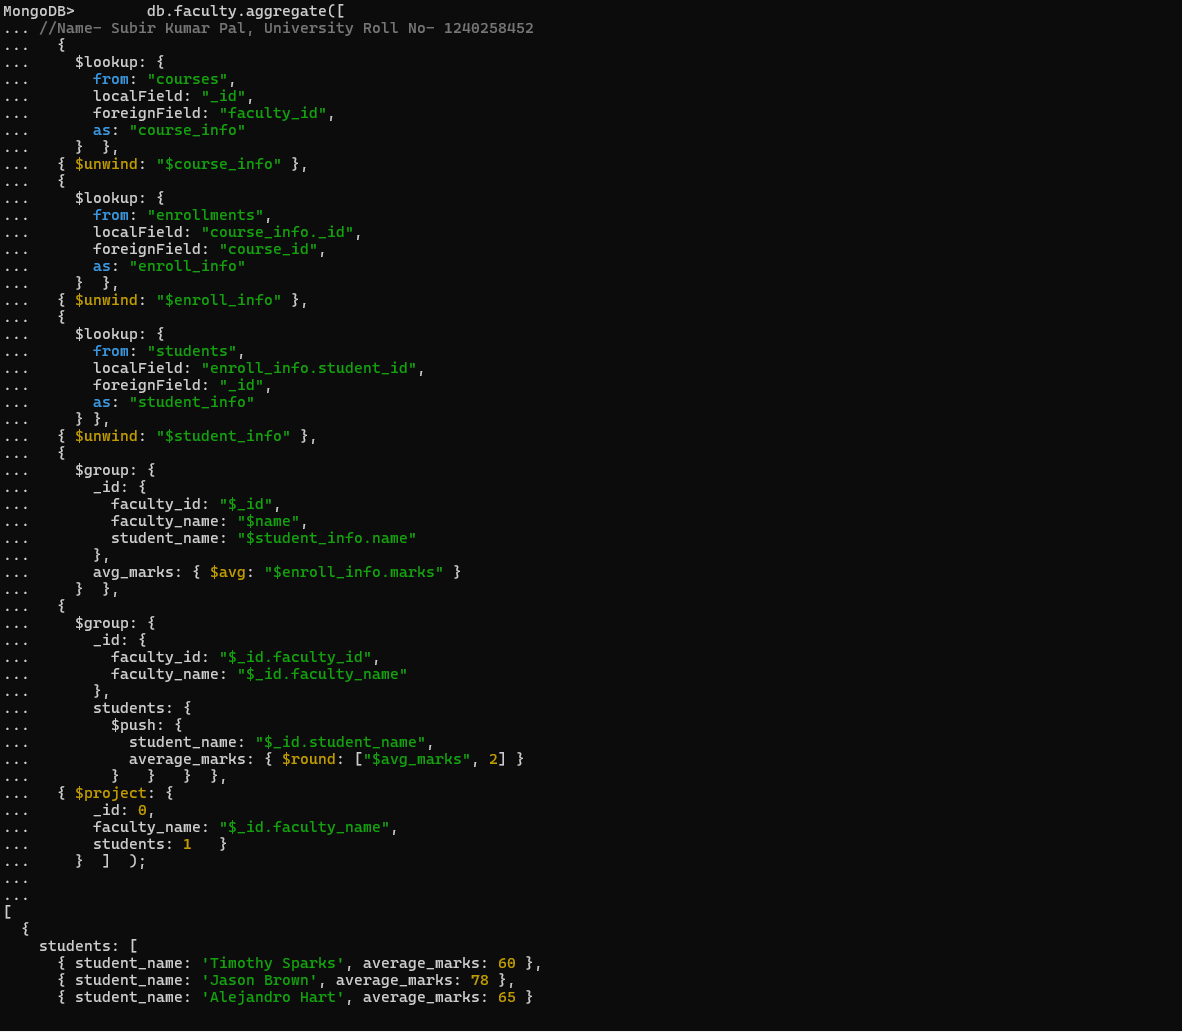 MongoDB>        db.faculty.aggregate([
... //Name- Subir Kumar Pal, University Roll No- 1240258452
...   {
...     $lookup: {
...       from: "courses",
...       localField: "_id",
...       foreignField: "faculty_id",
...       as: "course_info"
...     }  },
...   { $unwind: "$course_info" },
...   {
...     $lookup: {
...       from: "enrollments",
...       localField: "course_info._id",
...       foreignField: "course_id",
...       as: "enroll_info"
...     }  },
...   { $unwind: "$enroll_info" },
...   {
...     $lookup: {
...       from: "students",
...       localField: "enroll_info.student_id",
...       foreignField: "_id",
...       as: "student_info"
...     } },
...   { $unwind: "$student_info" },
...   {
...     $group: {
...       _id: {
...         faculty_id: "$_id",
...         faculty_name: "$name",
...         student_name: "$student_info.name"
...       },
...       avg_marks: { $avg: "$enroll_info.marks" }
...     }  },
...   {
...     $group: {
...       _id: {
...         faculty_id: "$_id.faculty_id",
...         faculty_name: "$_id.faculty_name"
...       },
...       students: {
...         $push: {
...           student_name: "$_id.student_name",
...           average_marks: { $round: ["$avg_marks", 2] }
...         }   }   }  },
...   { $project: {
...       _id: 0,
...       faculty_name: "$_id.faculty_name",
...       students: 1   }
...     }  ]  );
...
...
[
  {
    students: [
      { student_name: 'Timothy Sparks', average_marks: 60 },
      { student_name: 'Jason Brown', average_marks: 78 },
      { student_name: 'Alejandro Hart', average_marks: 65 }